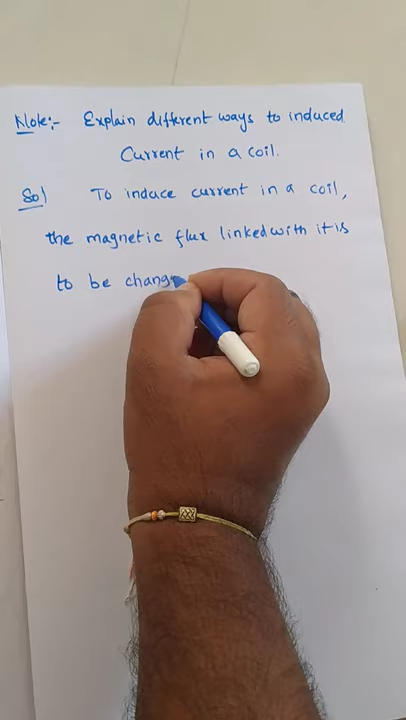 Note:- Explain different ways to induced
Current in a coil.
Sol To induce current in a coil,
the magnetic flux linked with it is
to be chang